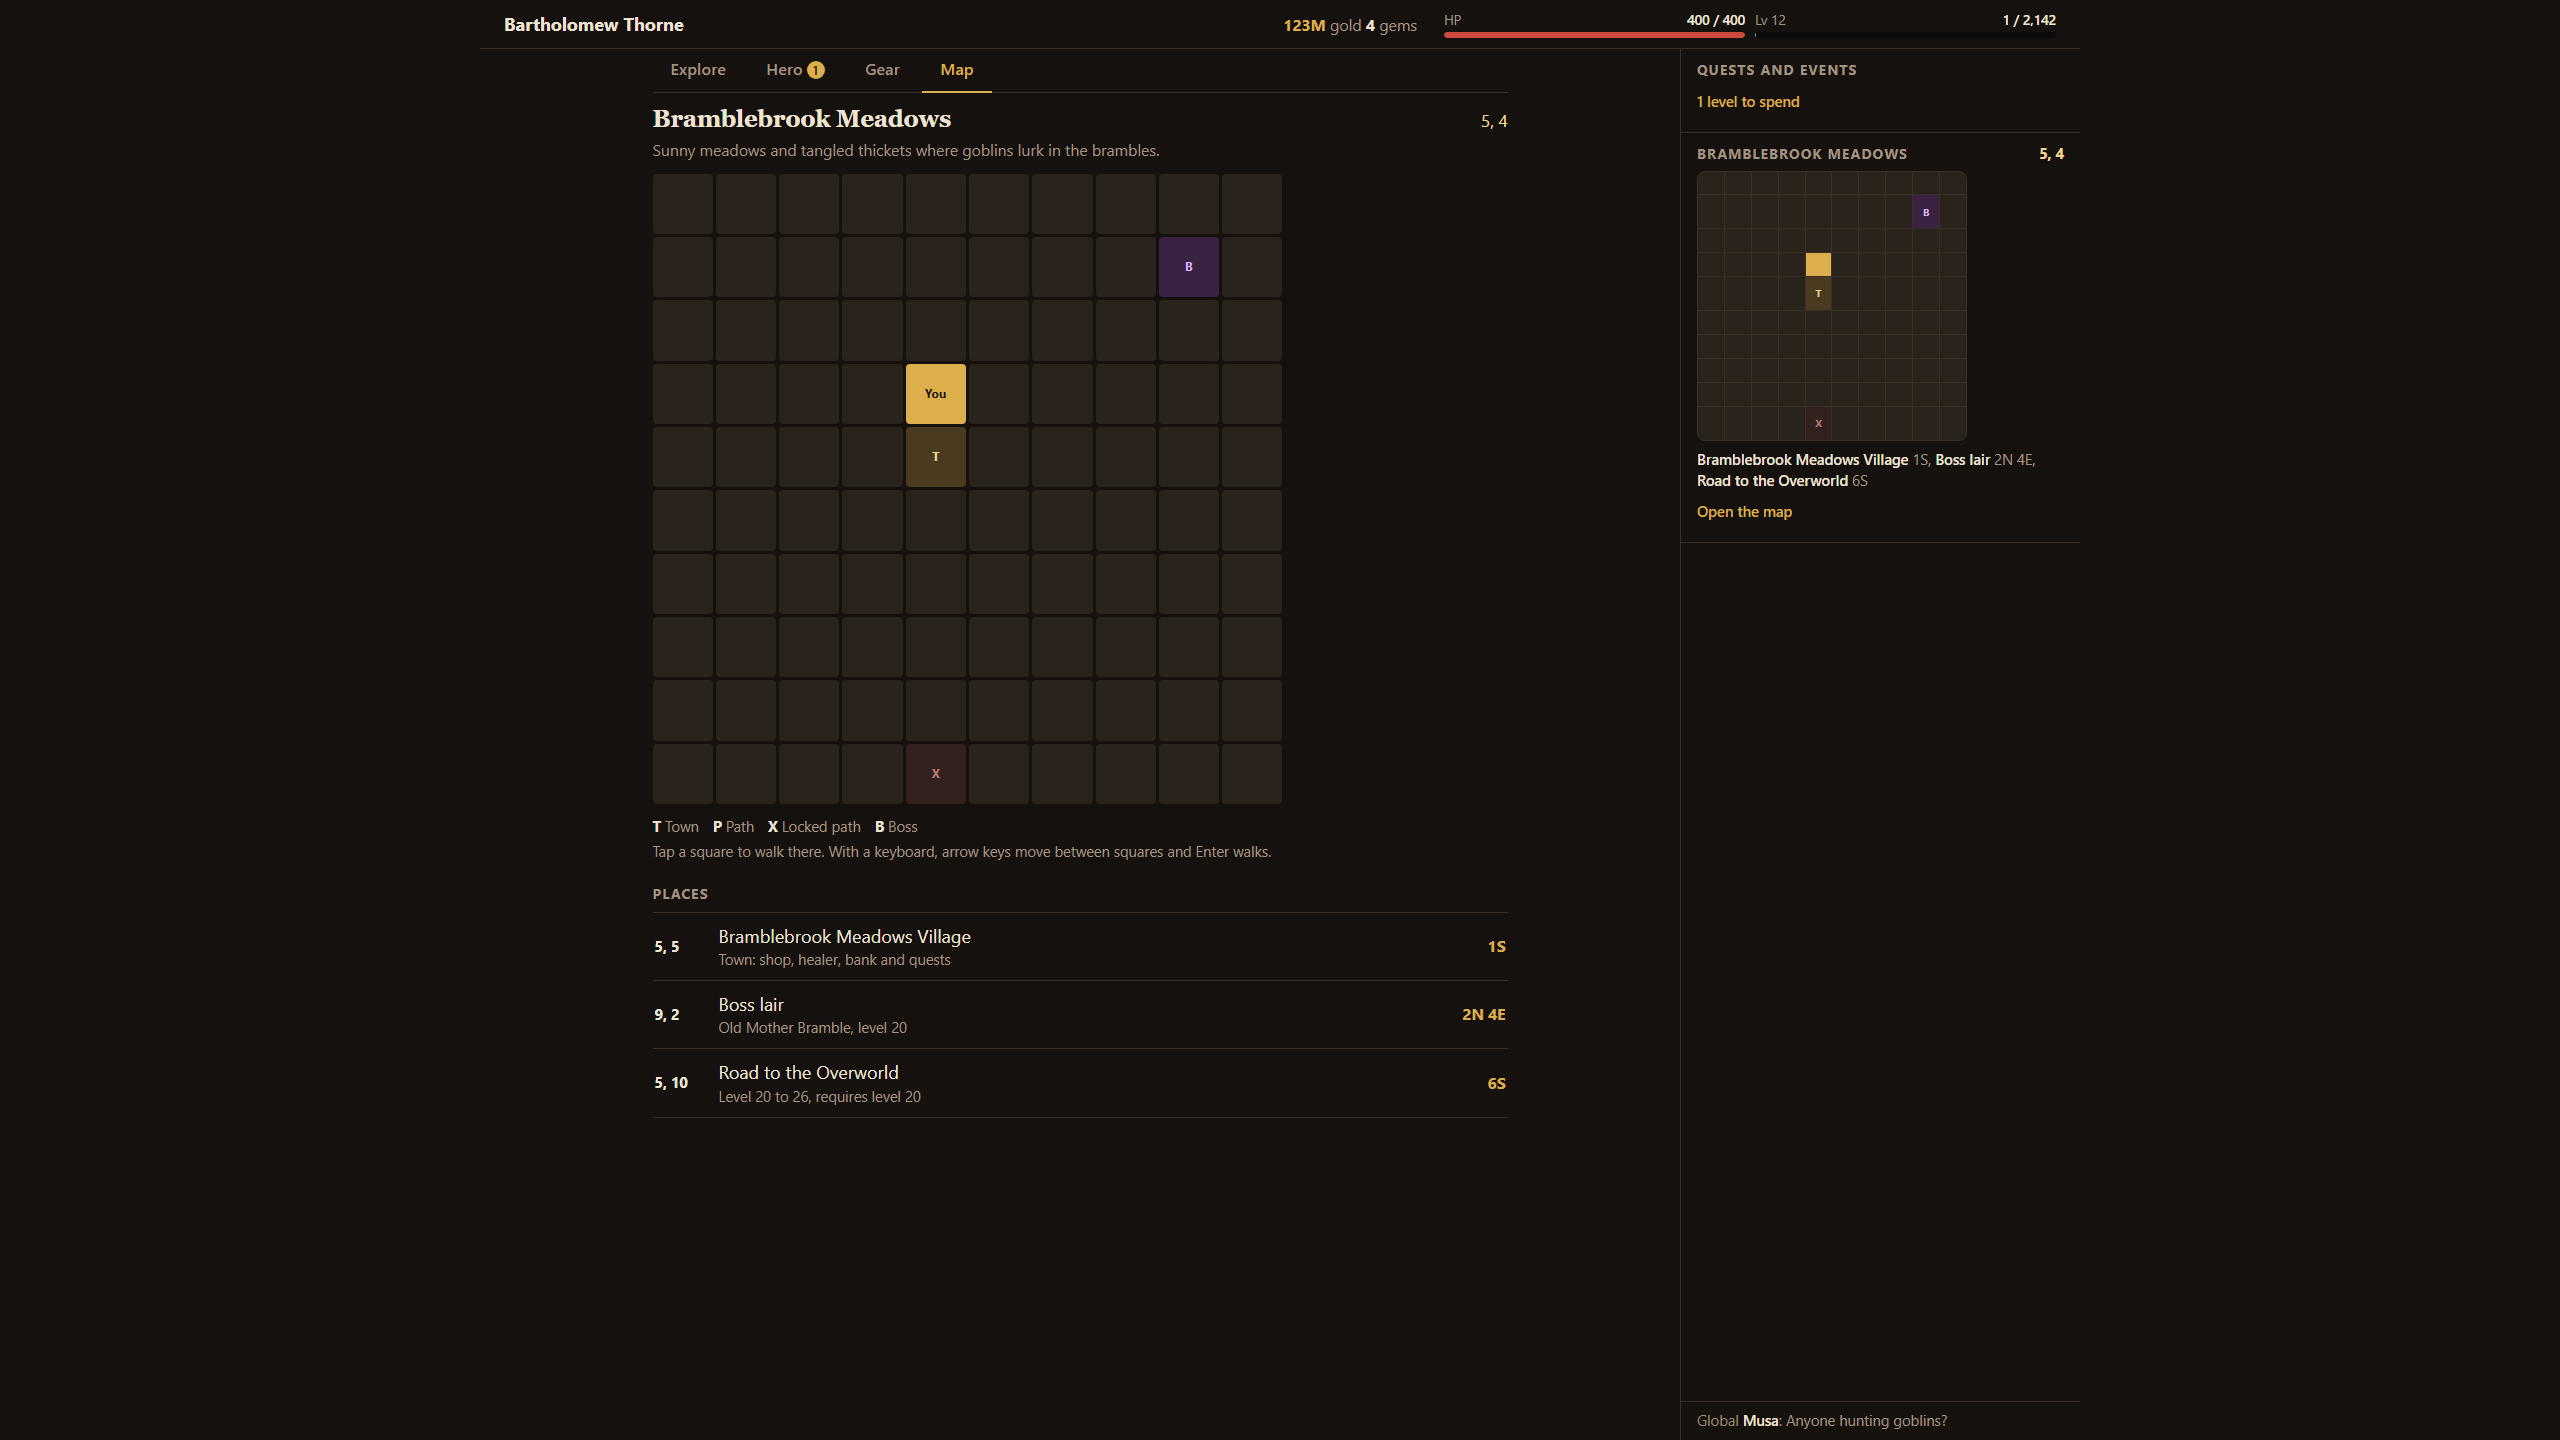 Bartholomew Thorne
123M gold 4 gems
HP 400 / 400
Lv 12 1 / 2,142
Explore Hero 1 Gear Map
Bramblebrook Meadows 5, 4
Sunny meadows and tangled thickets where goblins lurk in the brambles.
B
You
T
X
T Town P Path X Locked path B Boss
Tap a square to walk there. With a keyboard, arrow keys move between squares and Enter walks.
PLACES
5, 5 Bramblebrook Meadows Village 1S
Town: shop, healer, bank and quests
9, 2 Boss lair 2N 4E
Old Mother Bramble, level 20
5, 10 Road to the Overworld 6S
Level 20 to 26, requires level 20
QUESTS AND EVENTS
1 level to spend
BRAMBLEBROOK MEADOWS 5, 4
B
T
X
Bramblebrook Meadows Village 1S, Boss lair 2N 4E,
Road to the Overworld 6S
Open the map
Global Musa: Anyone hunting goblins?